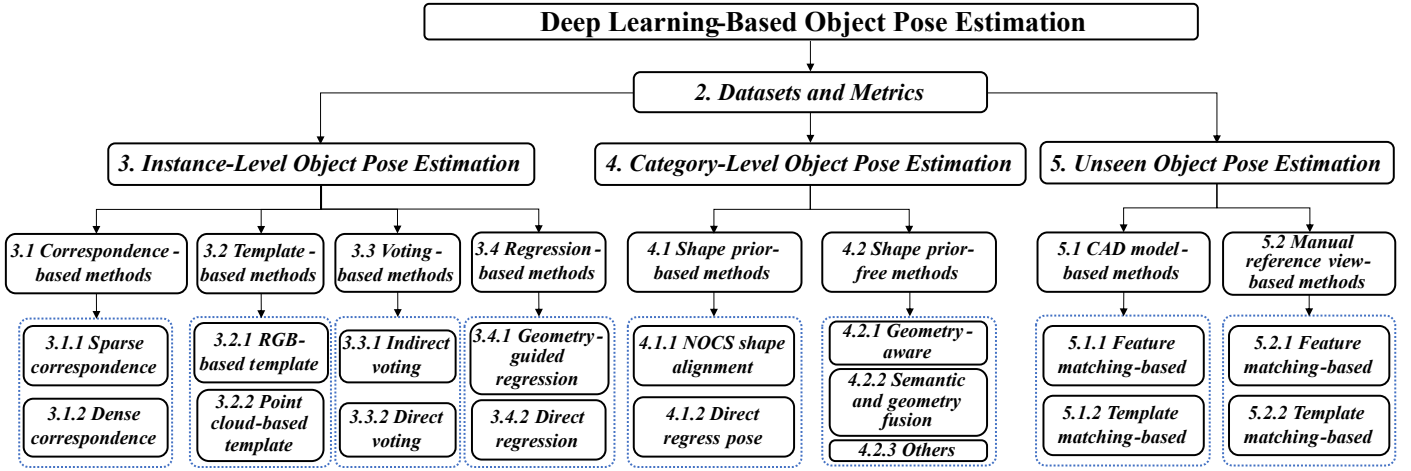 Deep Learning-Based Object Pose Estimation
2. Datasets and Metrics
3. Instance-Level Object Pose Estimation
4. Category-Level Object Pose Estimation
5. Unseen Object Pose Estimation
3.1 Correspondence-
based methods
3.2 Template-
based methods
3.3 Voting-
based methods
3.4 Regression-
based methods
4.1 Shape prior-
based methods
4.2 Shape prior-
free methods
5.1 CAD model-
based methods
5.2 Manual
reference view-
based methods
3.1.1 Sparse
correspondence
3.1.2 Dense
correspondence
3.2.1 RGB-
based template
3.2.2 Point
cloud-based
template
3.3.1 Indirect
voting
3.3.2 Direct
voting
3.4.1 Geometry-
guided
regression
3.4.2 Direct
regression
4.1.1 NOCS shape
alignment
4.1.2 Direct
regress pose
4.2.1 Geometry-
aware
4.2.2 Semantic
and geometry
fusion
4.2.3 Others
5.1.1 Feature
matching-based
5.1.2 Template
matching-based
5.2.1 Feature
matching-based
5.2.2 Template
matching-based